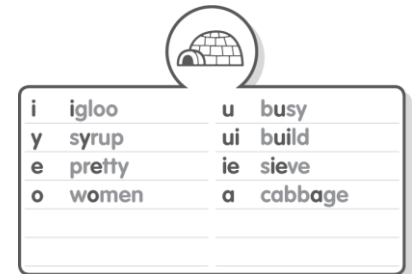 i igloo u busy
y syrup ui build
e pretty ie sieve
o women a cabbage